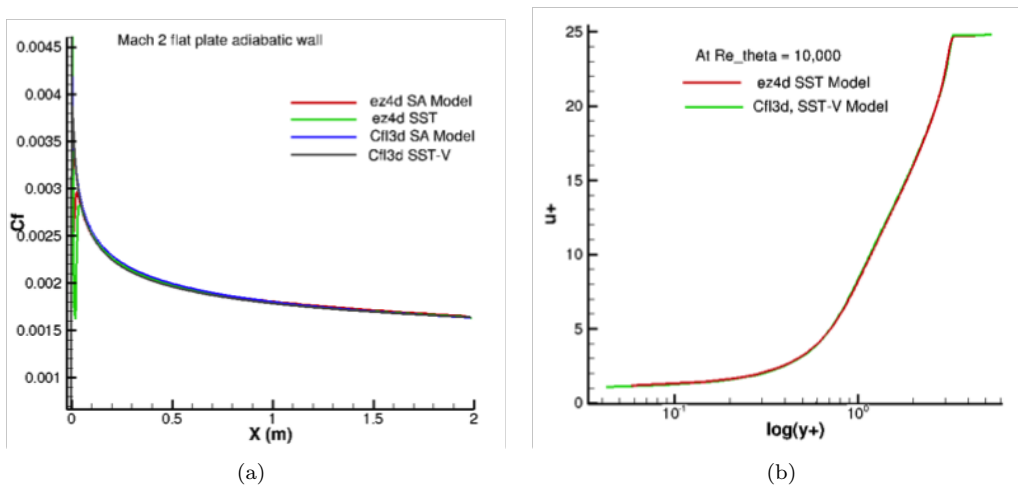 Mach 2 flat plate adiabatic wall
0.0045
0.004
0.0035
0.003
0.0025
0.002
0.0015
0.001
Cf
ez4d SA Model
ez4d SST
Cfl3d SA Model
Cfl3d SST-V
0
0.5
1
1.5
2
X (m)
(a)
At Re_theta = 10,000
ez4d SST Model
Cfl3d, SST-V Model
25
20
15
10
5
0
u+
10^-1
10^0
log(y+)
(b)